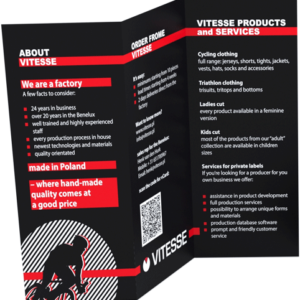 ABOUT
VITESSE
We are a factory
A few facts to consider:
24 years in business
over 20 years in the Benelux
well trained and highly experienced
staff
every production process in house
newest technologies and materials
quality orientated
made in Poland
– where hand-made
quality comes at
a good price
ORDER FROME
VITESSE
It's easy:
VITESSE
VITESSE PRODUCTS
and SERVICES
Cycling clothing
full range: jerseys, shorts, tights, jackets,
vests, hats, socks and accessories
Triathlon clothing
trisuits, tritops and bottoms
Ladies cut
every product available in a feminine
version
Kids cut
most of the products from our "adult"
collection are available in children
sizes
Services for private labels
If you're looking for a producer for you
own business we offer:
assistance in product development
full production services
possibility to arrange unique forms
and materials
production database software
prompt and friendly customer
service